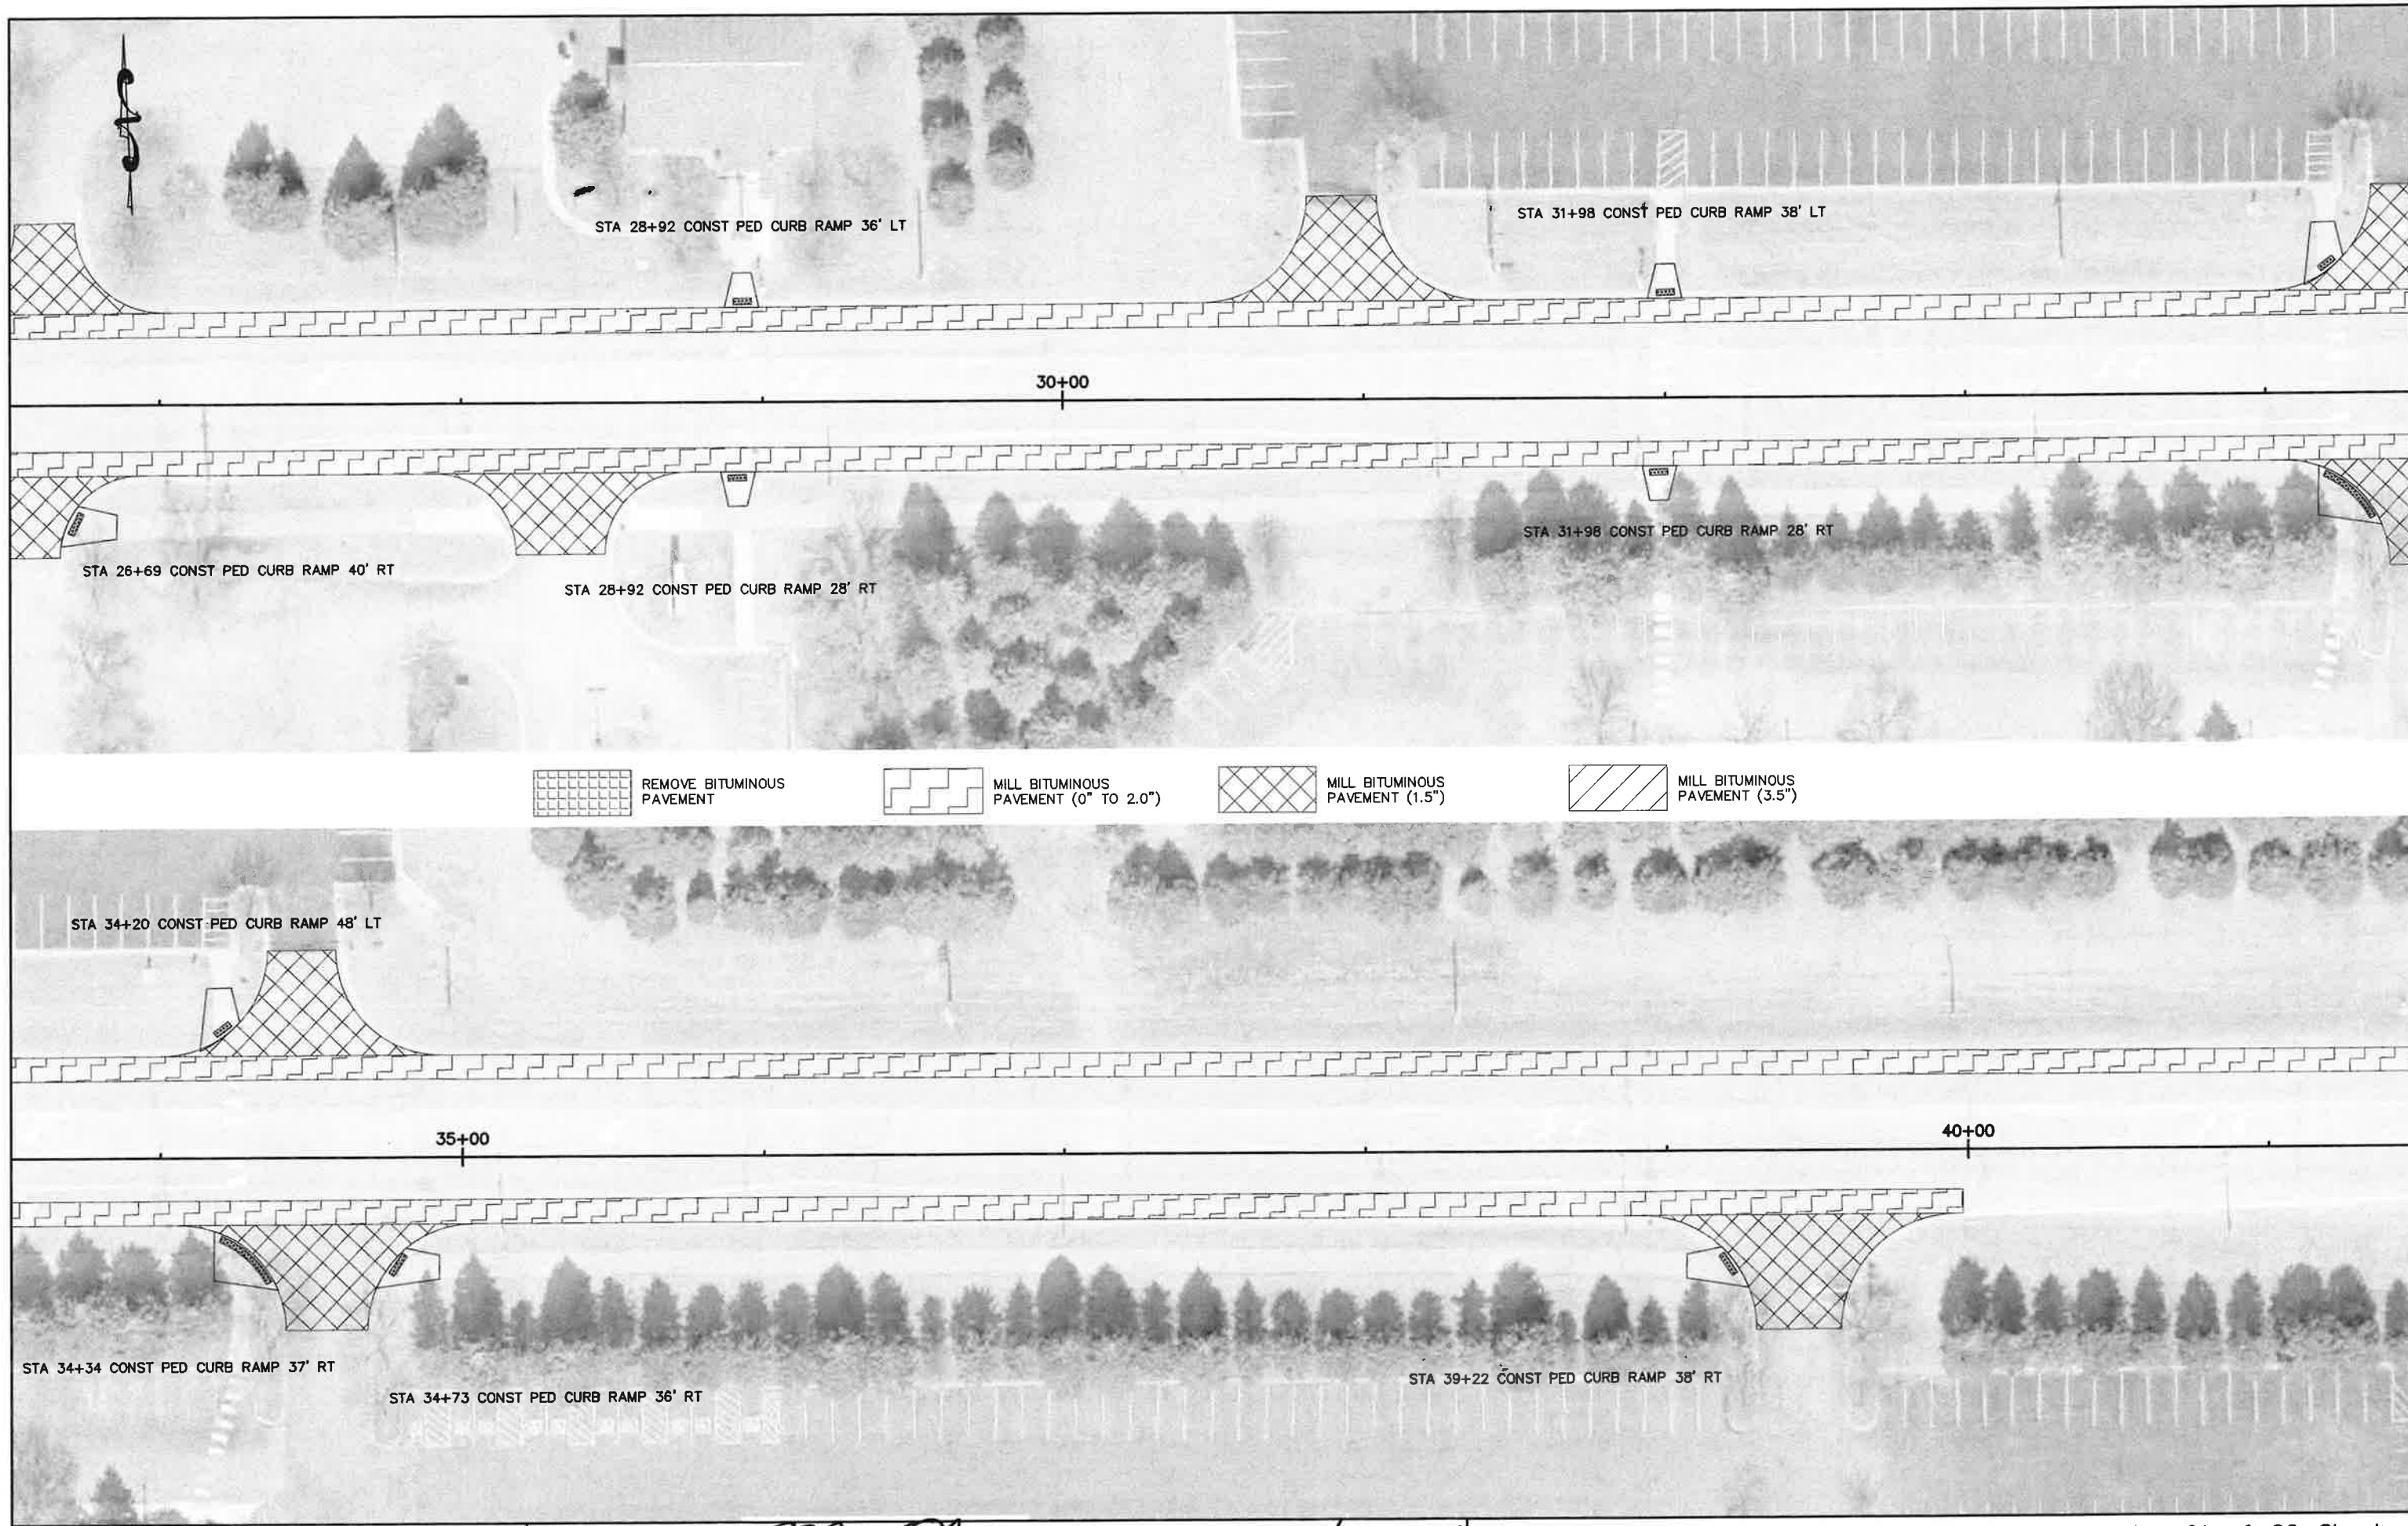 STA 28+92 CONST PED CURB RAMP 36' LT
STA 31+98 CONST PED CURB RAMP 38' LT
30+00
STA 26+69 CONST PED CURB RAMP 40' RT
STA 28+92 CONST PED CURB RAMP 28' RT
STA 31+98 CONST PED CURB RAMP 28' RT
REMOVE BITUMINOUS
PAVEMENT
MILL BITUMINOUS
PAVEMENT (0" TO 2.0")
MILL BITUMINOUS
PAVEMENT (1.5")
MILL BITUMINOUS
PAVEMENT (3.5")
STA 34+20 CONST PED CURB RAMP 48' LT
35+00
40+00
STA 34+34 CONST PED CURB RAMP 37' RT
STA 34+73 CONST PED CURB RAMP 36' RT
STA 39+22 CONST PED CURB RAMP 38' RT